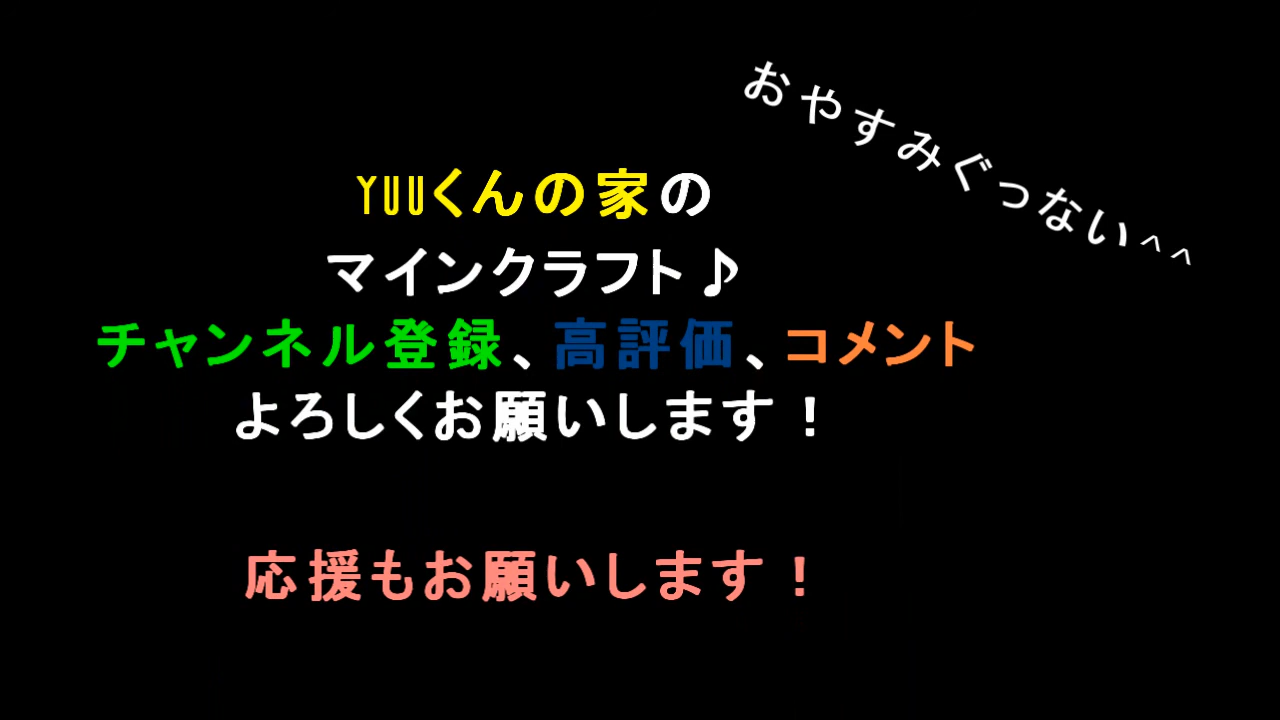 おやすみぐっない^^
YUUくんの家の
マインクラフト♪
チャンネル登録、高評価、コメント
よろしくお願いします！
応援もお願いします！